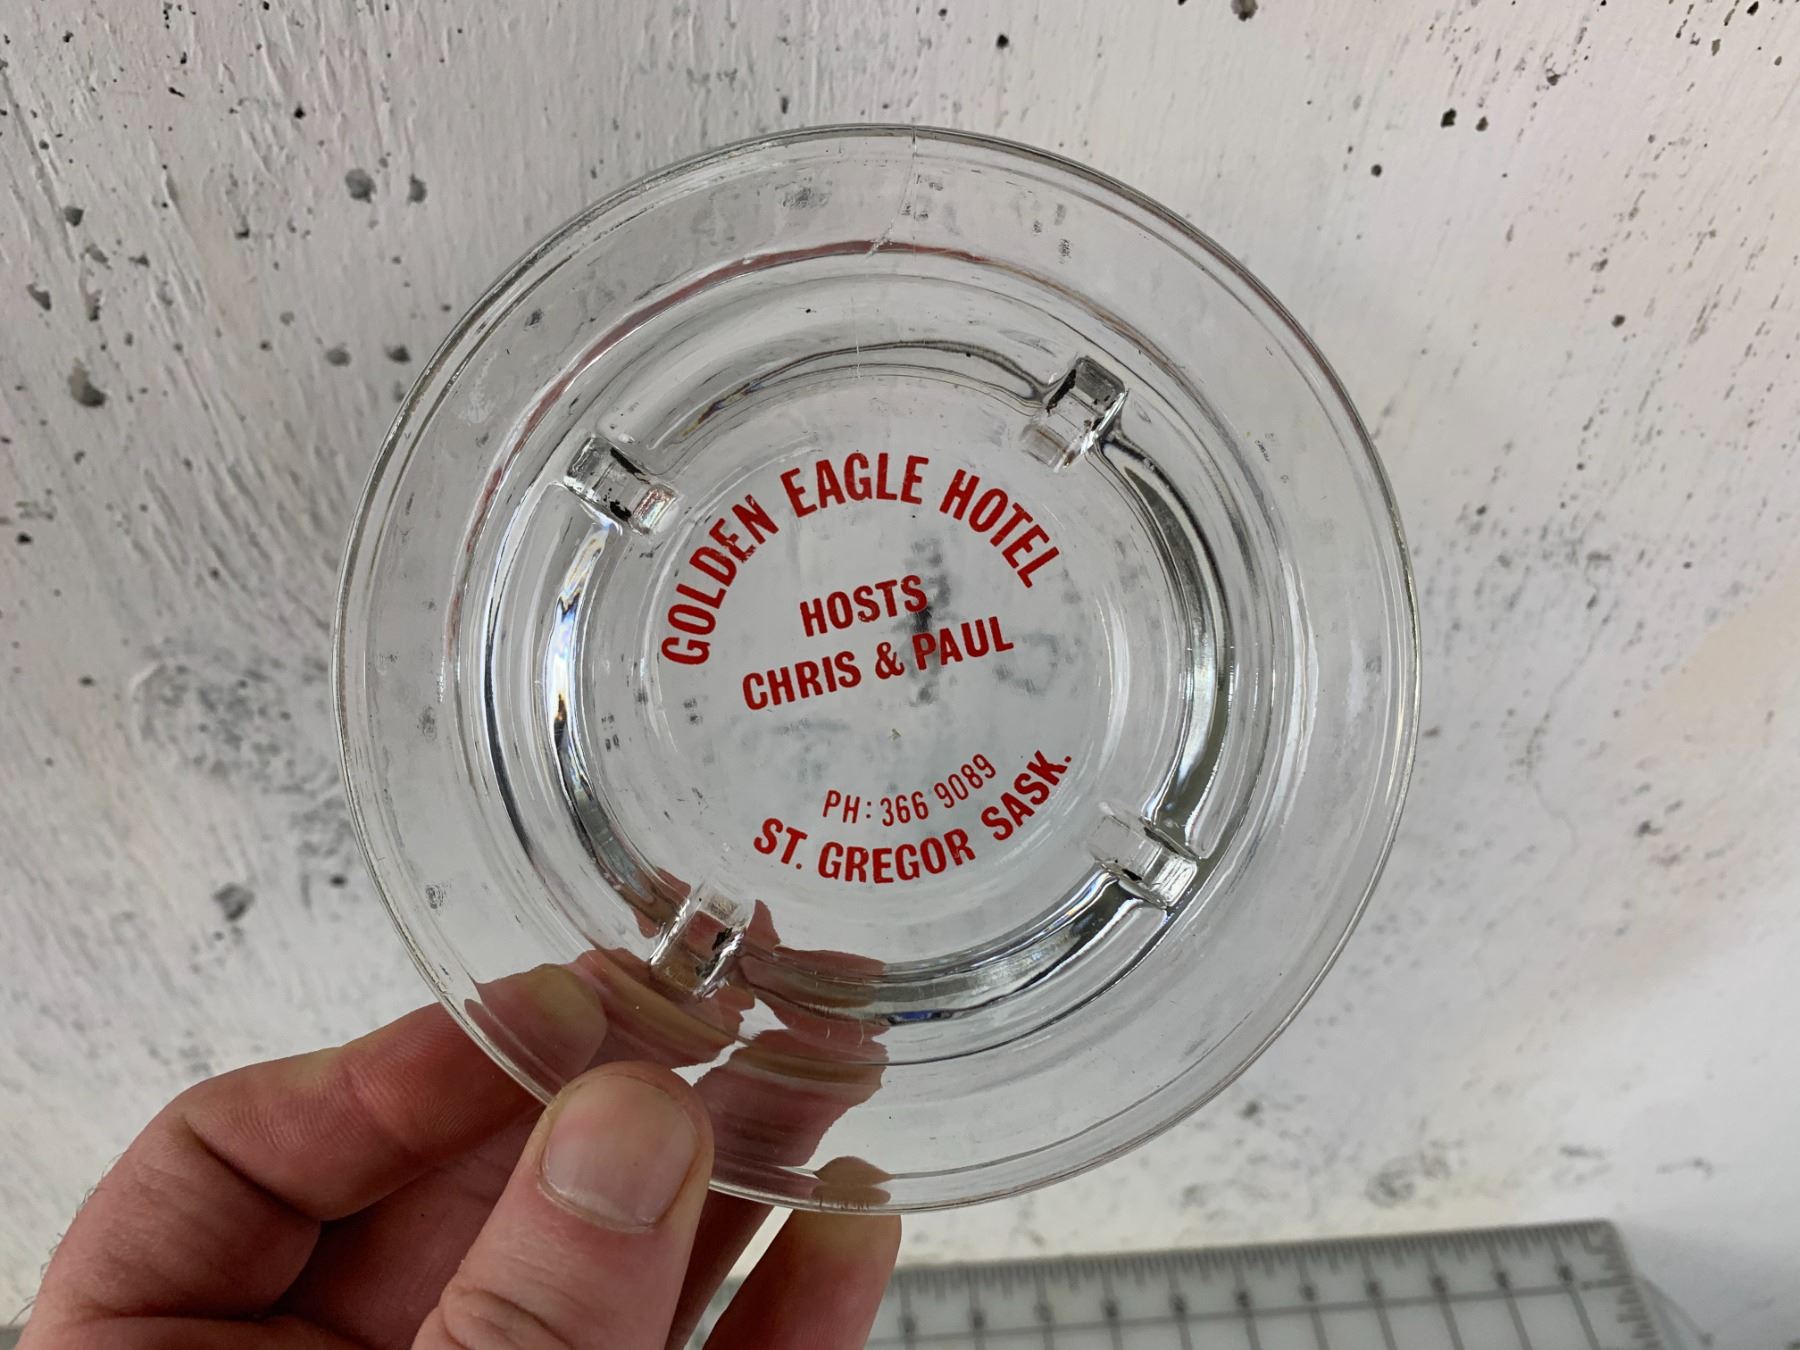 GOLDEN EAGLE HOTEL
HOSTS
CHRIS & PAUL
PH: 366 9089
ST. GREGOR SASK.